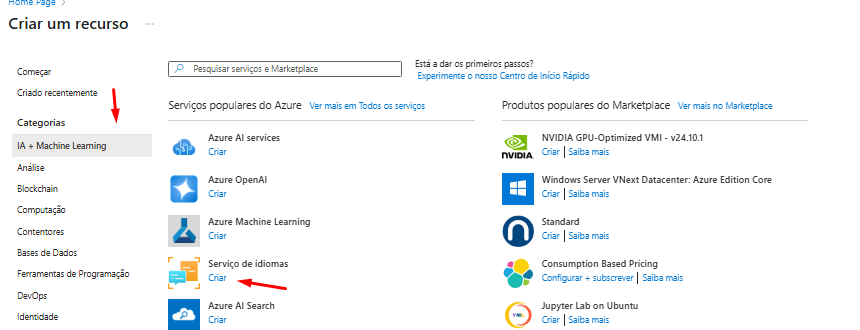 Home Page >
Criar um recurso ...
Começar
Criado recentemente
Categorias
IA + Machine Learning
Análise
Blockchain
Computação
Contentores
Bases de Dados
Ferramentas de Programação
DevOps
Identidade
Pesquisar serviços e Marketplace
Está a dar os primeiros passos?
Experimente o nosso Centro de Início Rápido
Serviços populares do Azure Ver mais em Todos os serviços
Azure AI services
Criar
Azure OpenAI
Criar
Azure Machine Learning
Criar
Serviço de idiomas
Criar
Azure AI Search
Criar
Produtos populares do Marketplace Ver mais no Marketplace
NVIDIA
NVIDIA GPU-Optimized VMI - v24.10.1
Criar | Saiba mais
Windows Server VNext Datacenter: Azure Edition Core
Criar | Saiba mais
Standard
Criar | Saiba mais
Consumption Based Pricing
Configurar + subscrever | Saiba mais
YML
Jupyter Lab on Ubuntu
Criar | Saiba mais